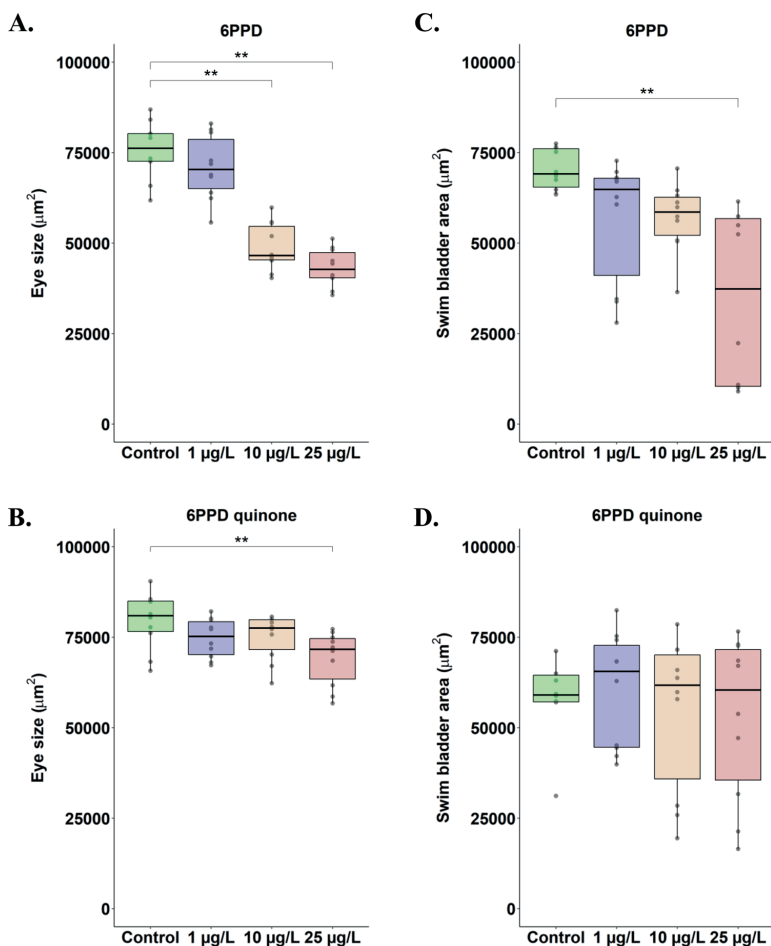 A.
6PPD
100000
75000
50000
25000
0
Eye size (µm²)
**
**
Control 1 µg/L 10 µg/L 25 µg/L
C.
6PPD
100000
75000
50000
25000
0
Swim bladder area (µm²)
**
Control 1 µg/L 10 µg/L 25 µg/L
B.
6PPD quinone
100000
75000
50000
25000
0
Eye size (µm²)
**
Control 1 µg/L 10 µg/L 25 µg/L
D.
6PPD quinone
100000
75000
50000
25000
0
Swim bladder area (µm²)
Control 1 µg/L 10 µg/L 25 µg/L